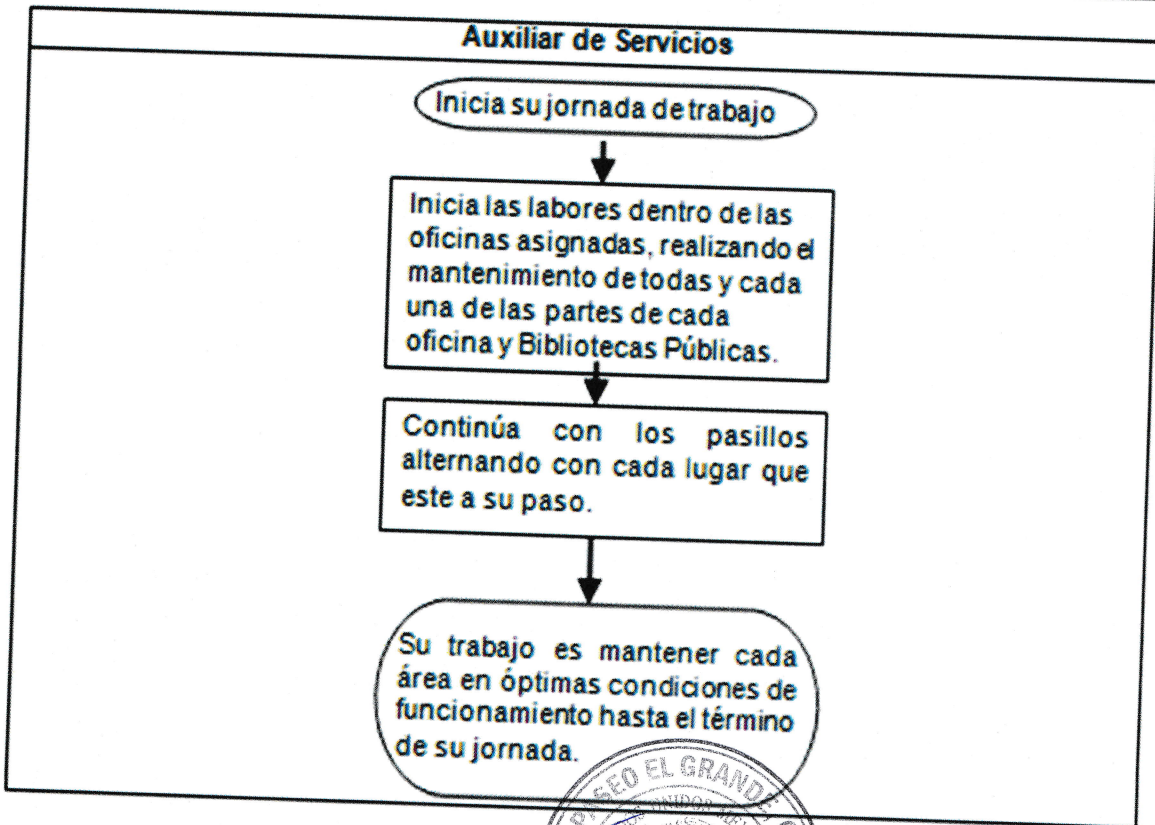 Auxiliar de Servicios
Inicia su jornada de trabajo
Inicia las labores dentro de las
oficinas asignadas, realizando el
mantenimiento de todas y cada
una de las partes de cada
oficina y Bibliotecas Públicas.
Continúa con los pasillos
alternando con cada lugar que
este a su paso.
Su trabajo es mantener cada
área en óptimas condiciones de
funcionamiento hasta el término
de su jornada.
PASEO EL GRANDE
UNIDOS